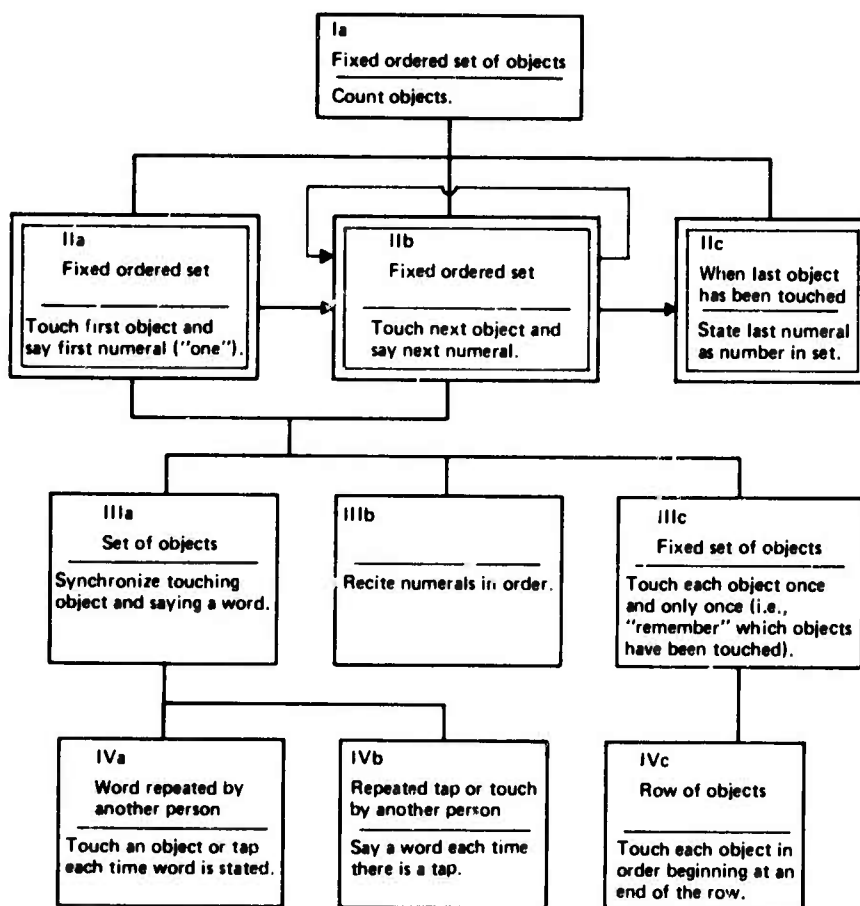 Ia
Fixed ordered set of objects
Count objects.
IIa
Fixed ordered set
Touch first object and
say first numeral ("one").
IIb
Fixed ordered set
Touch next object and
say next numeral.
IIc
When last object
has been touched
State last numeral
as number in set.
IIIa
Set of objects
Synchronize touching
object and saying a word.
IIIb
Recite numerals in order.
IIIc
Fixed set of objects
Touch each object once
and only once (i.e.,
"remember" which objects
have been touched).
IVa
Word repeated by
another person
Touch an object or tap
each time word is stated.
IVb
Repeated tap or touch
by another person
Say a word each time
there is a tap.
IVc
Row of objects
Touch each object in
order beginning at an
end of the row.